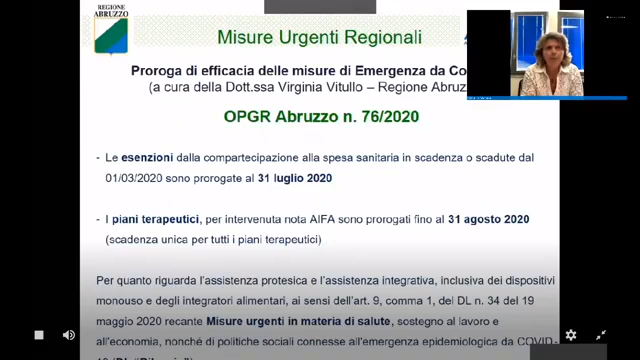 REGIONE
ABRUZZO
Misure Urgenti Regionali
Proroga di efficacia delle misure di Emergenza da
(a cura della Dott.ssa Virginia Vitullo – Regione
OPGR Abruzzo n. 76/2020
- Le esenzioni dalla compartecipazione alla spesa sanitaria in scadenza o scadute dal
01/03/2020 sono prorogate al 31 luglio 2020
- I piani terapeutici, per intervenuta nota AIFA sono prorogati fino al 31 agosto 2020
(scadenza unica per tutti i piani terapeutici)
Per quanto riguarda l'assistenza protesica e l'assistenza integrativa, inclusiva dei dispositivi
monouso e degli integratori alimentari, ai sensi dell'art. 9, comma 1, del DL n. 34 del 19
maggio 2020 recante Misure urgenti in materia di salute, sostegno al lavoro e
all'economia, nonché di politiche sociali connesse all'emergenza epidemiologica da COVID-